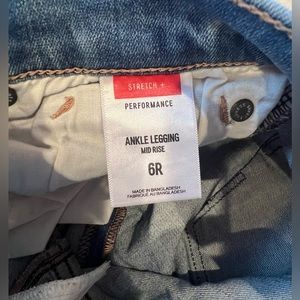 STRETCH +
PERFORMANCE
ANKLE LEGGING
MID RISE
6R
MADE IN BANGLADESH
FABRIQUÉ AU BANGLADESH